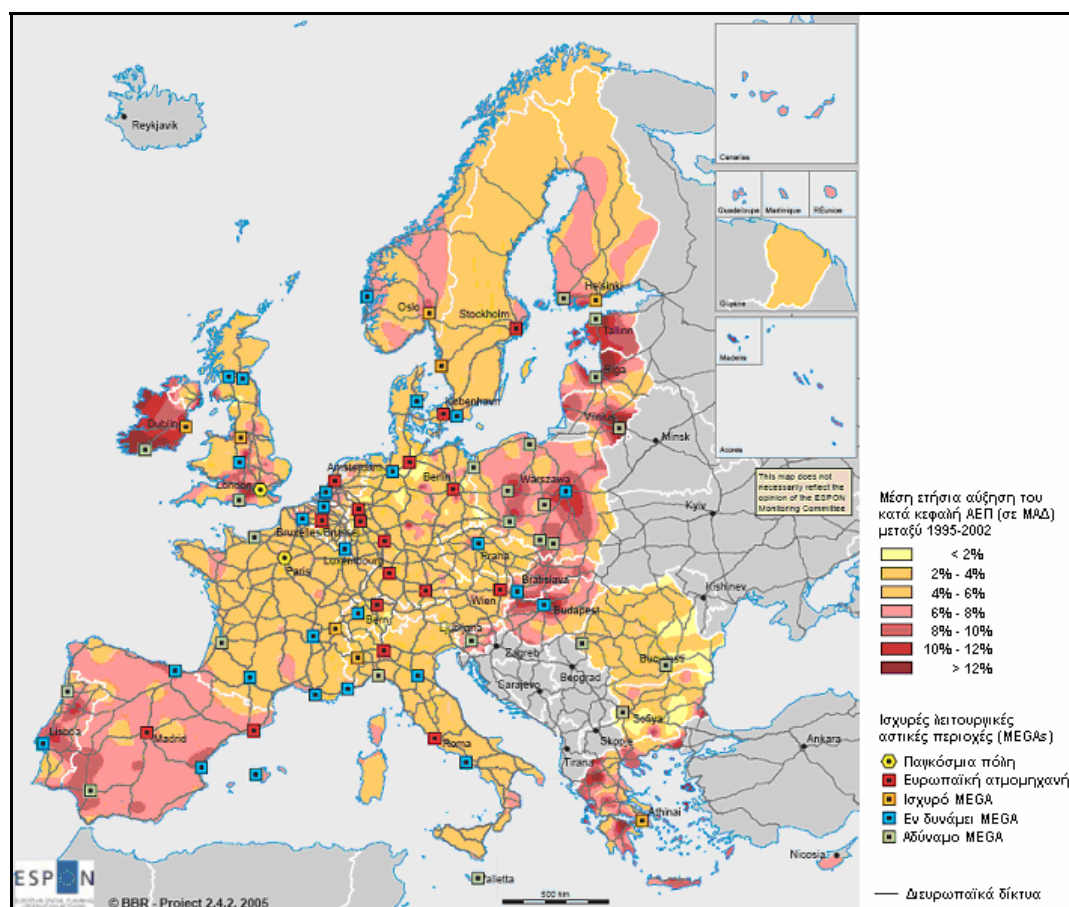 Reykjavik
Canarias
Guadeloupe
Martinique
REunion
Guyane
Madeira
Azores
Oslo
Helsinki
Stockholm
Tallinn
Riga
København
Vilnius
Minsk
Dublin
London
Amsterdam
Berlin
Warszawa
This map does not
necessarily reflect the
opinion of the ESPON
Monitoring Committee
Kyiv
Bruxelles/Brussel
Luxembourg
Paris
Praha
Kishinev
Bratislava
Wien
Budapest
Bern
Ljubljana
Zagreb
Bucuresti
Beograd
Sarajevo
Sofiya
Skopje
Tirana
Ankara
Lisboa
Madrid
Roma
Athinai
Nicosia
Valletta
500 km
ESPON
© BBR - Project 2.4.2, 2005
Μέση ετήσια αύξηση του
κατά κεφαλή ΑΕΠ (σε ΜΑΔ)
μεταξύ 1995-2002
< 2%
2% - 4%
4% - 6%
6% - 8%
8% - 10%
10% - 12%
> 12%
Ισχυρές λειτουργικές
αστικές περιοχές (MEGAs)
Παγκόσμια πόλη
Ευρωπαϊκή ατμομηχανή
Ισχυρό MEGA
Εν δυνάμει MEGA
Αδύναμο MEGA
Διευρωπαϊκά δίκτυα